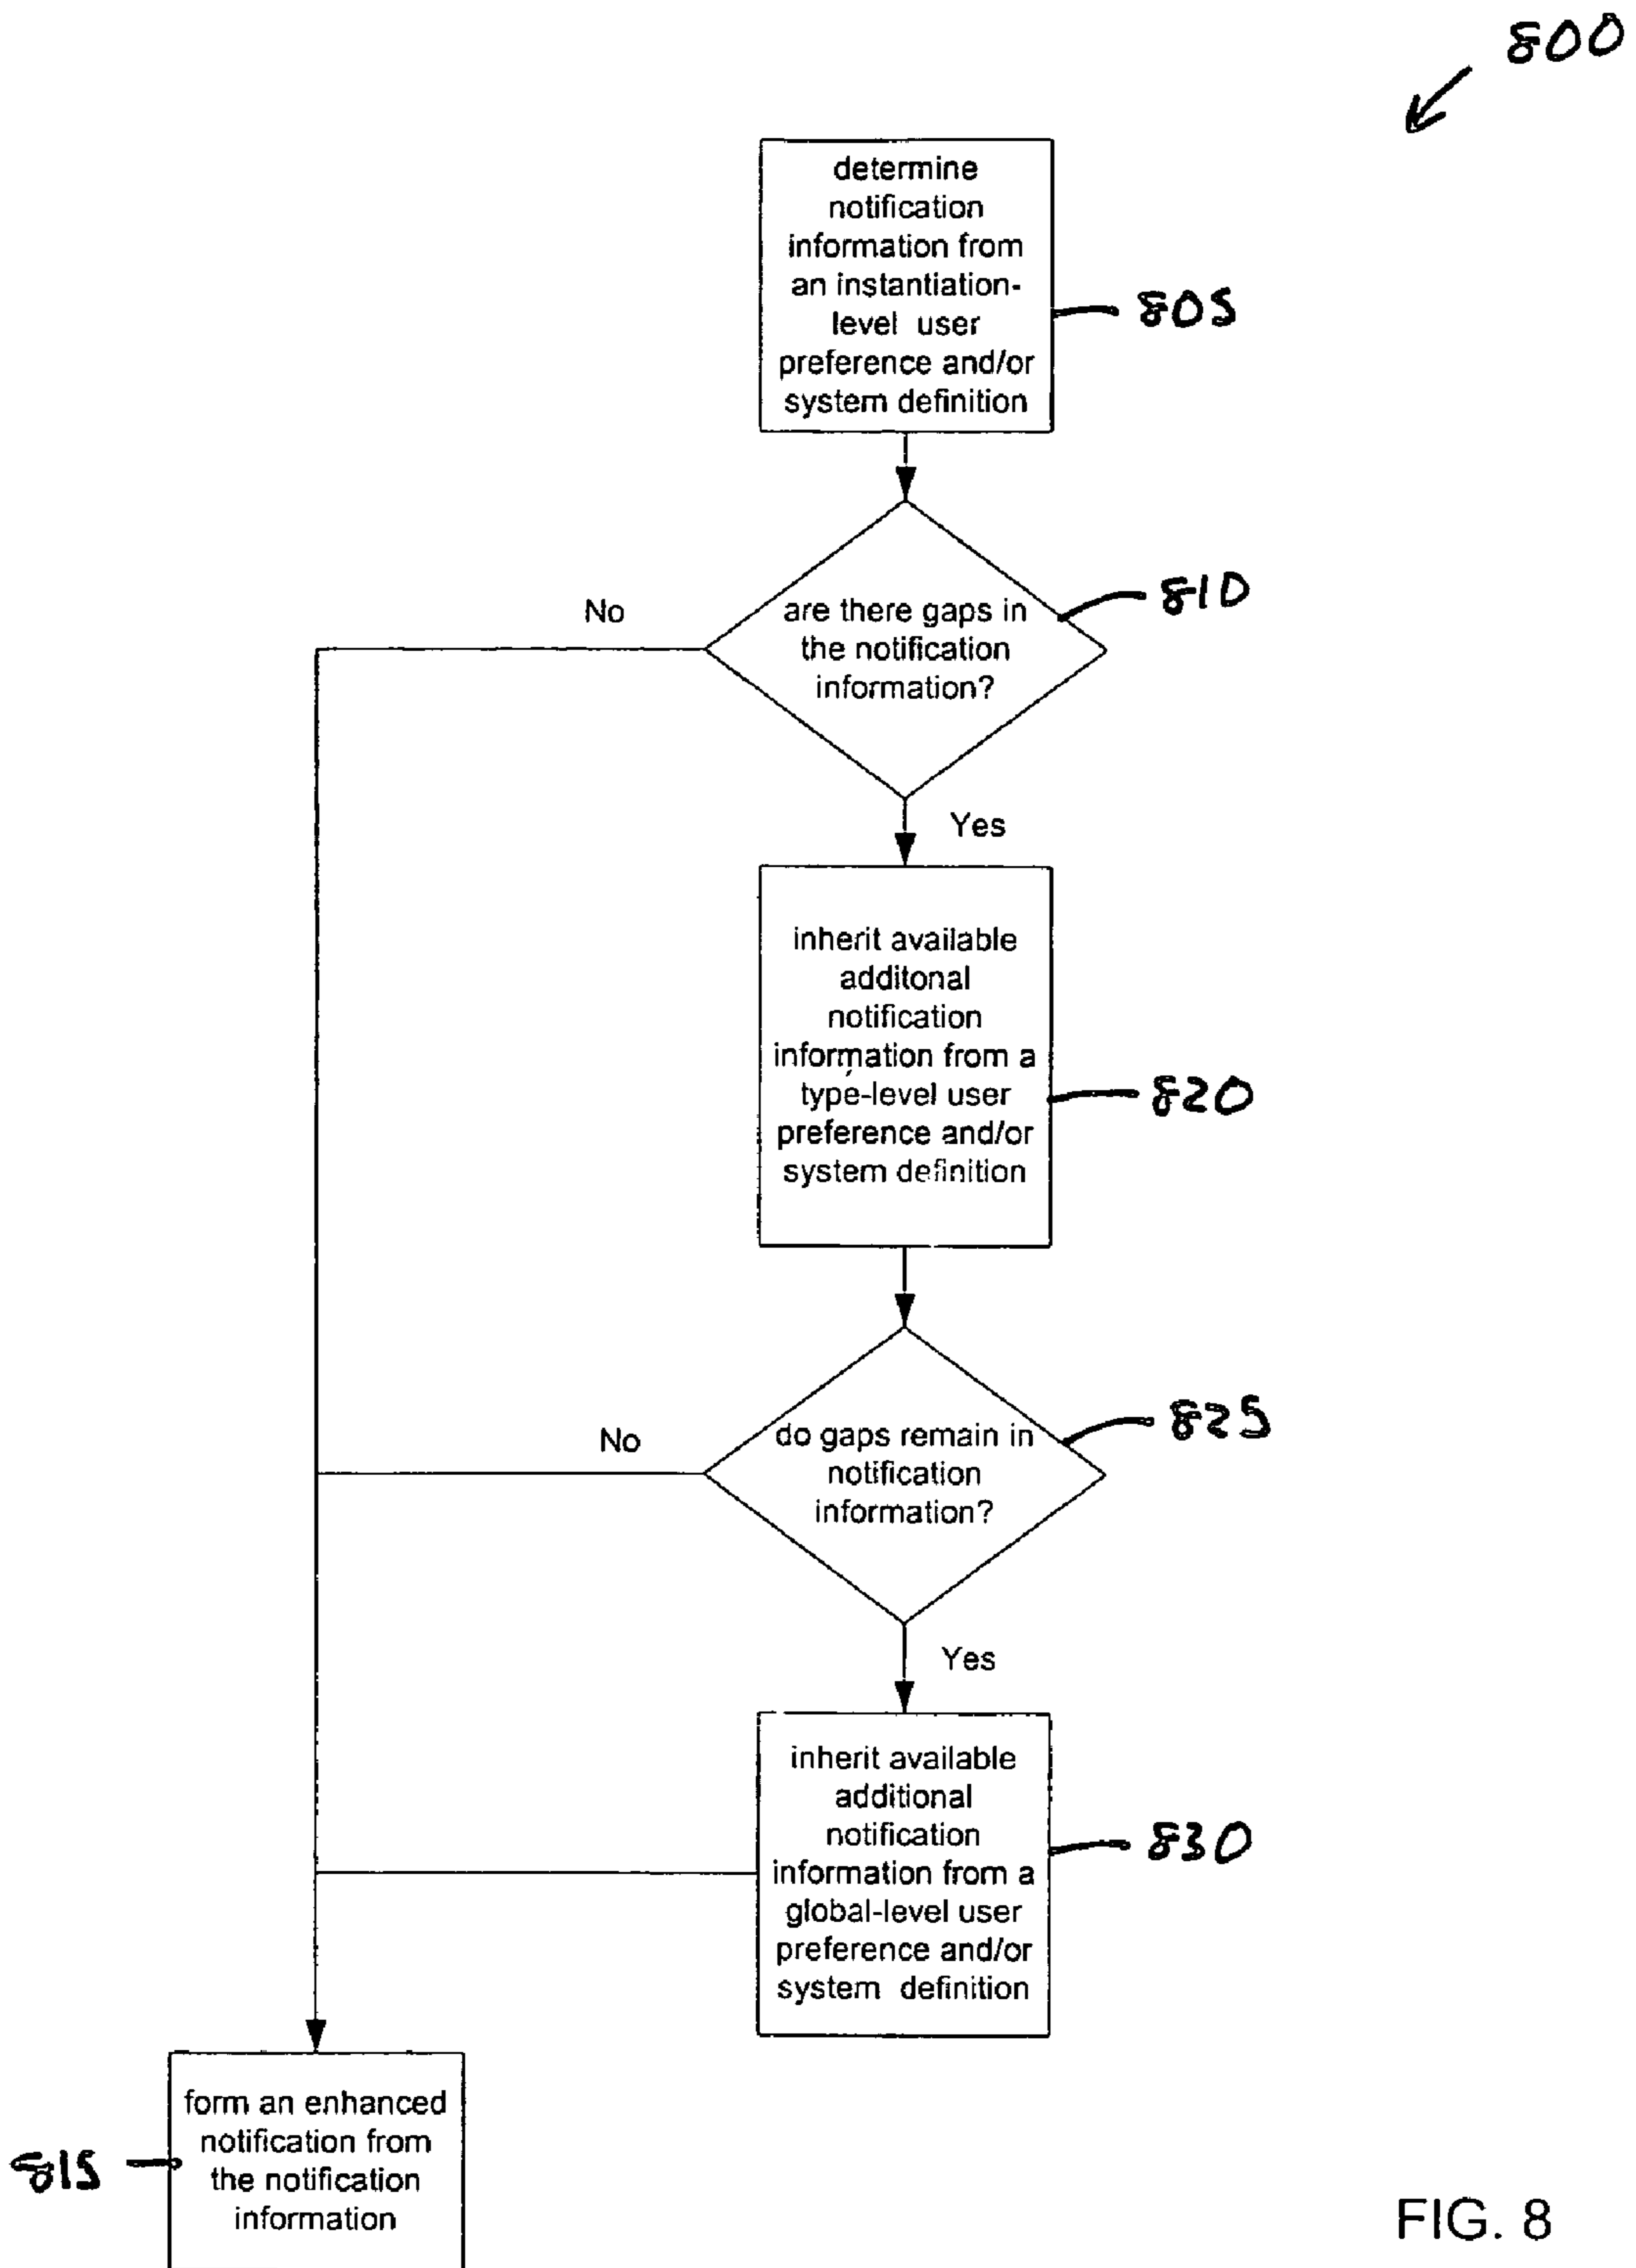 800
determine
notification
information from
an instantiation-
level user
preference and/or
system definition
805
are there gaps in
the notification
information?
810
No
Yes
inherit available
additonal
notification
information from a
type-level user
preference and/or
system definition
820
do gaps remain in
notification
information?
825
No
Yes
inherit available
additional
notification
information from a
global-level user
preference and/or
system definition
830
form an enhanced
notification from
the notification
information
815
FIG. 8